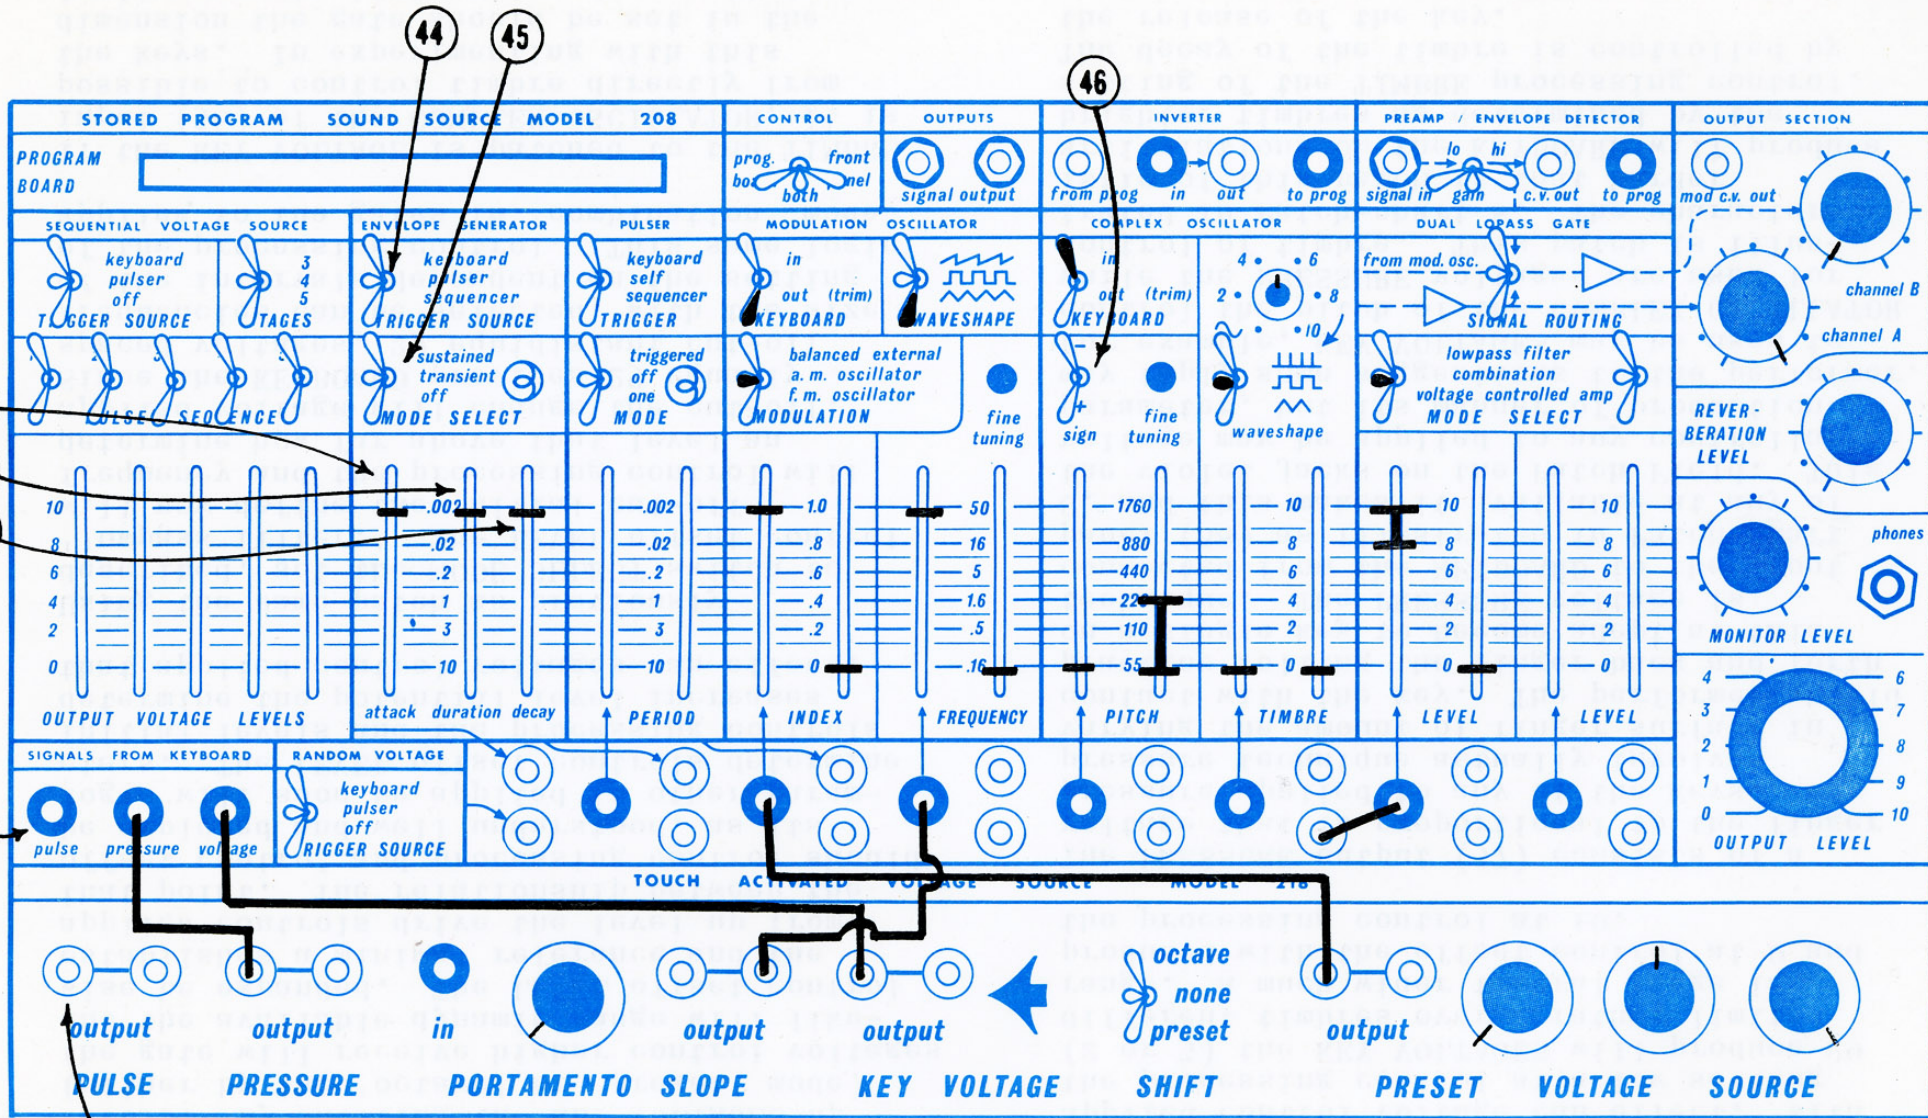 44 45
46
STORED PROGRAM SOUND SOURCE MODEL 208 CONTROL OUTPUTS INVERTER PREAMP / ENVELOPE DETECTOR OUTPUT SECTION
PROGRAM
BOARD
prog. front
both
signal output
from prog in out to prog
lo hi
signal in gain c.v. out to prog
mod c.v. out
SEQUENTIAL VOLTAGE SOURCE ENVELOPE GENERATOR PULSER MODULATION OSCILLATOR COMPLEX OSCILLATOR DUAL LOPASS GATE
keyboard
pulser
off
TRIGGER SOURCE
3
4
5
STAGES
keyboard
pulser
sequencer
TRIGGER SOURCE
keyboard
self
sequencer
TRIGGER
in
out (trim)
KEYBOARD
WAVESHAPE
in
out (trim)
KEYBOARD
4 6
2 8
10
from mod. osc.
SIGNAL ROUTING
channel B
channel A
PULSE SEQUENCE
sustained
transient
off
MODE SELECT
triggered
off
one
MODE
balanced external
a. m. oscillator
f. m. oscillator
MODULATION
fine
tuning
- +
sign
fine
tuning
waveshape
lowpass filter
combination
voltage controlled amp
MODE SELECT
REVER-
BERATION
LEVEL
10 .002 .002 1.0 50 1760 10 10 10
8 .02 .02 .8 16 880 8 8 8
6 .2 .2 .6 5 440 6 6 6
4 1 1 .4 1.6 220 4 4 4
2 3 3 .2 .5 110 2 2 2
0 10 10 0 .16 55 0 0 0
phones
MONITOR LEVEL
OUTPUT VOLTAGE LEVELS attack duration decay PERIOD INDEX FREQUENCY PITCH TIMBRE LEVEL LEVEL
4 6
3 7
2 8
1 9
0 10
OUTPUT LEVEL
SIGNALS FROM KEYBOARD RANDOM VOLTAGE
pulse pressure voltage
keyboard
pulser
off
TRIGGER SOURCE
TOUCH ACTIVATED VOLTAGE SOURCE MODEL 218
octave
none
preset
output output in output output output
PULSE PRESSURE PORTAMENTO SLOPE KEY VOLTAGE SHIFT PRESET VOLTAGE SOURCE